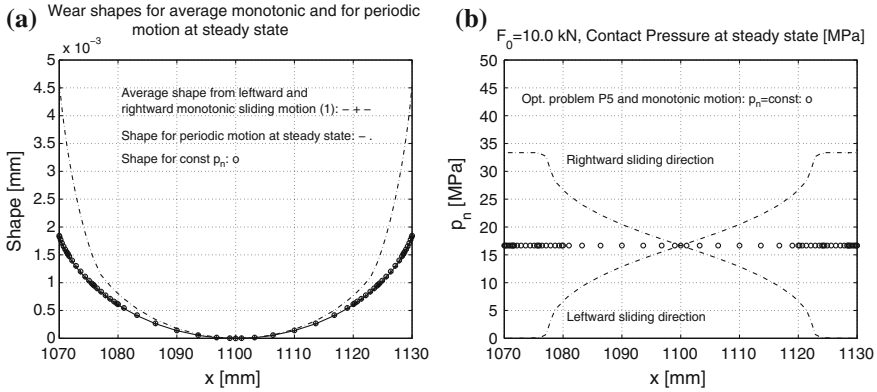 (a)
Wear shapes for average monotonic and for periodic
motion at steady state
x 10⁻³
5
4.5
4
3.5
3
2.5
2
1.5
1
0.5
0
Shape [mm]
Average shape from leftward and
rightward monotonic sliding motion (1): – + –
Shape for periodic motion at steady state: – .
Shape for const pₙ: o
1070 1080 1090 1100 1110 1120 1130
x [mm]
(b)
F₀=10.0 kN, Contact Pressure at steady state [MPa]
50
45
40
35
30
25
20
15
10
5
0
pₙ [MPa]
Opt. problem P5 and monotonic motion: pₙ=const: o
Rightward sliding direction
Leftward sliding direction
1070 1080 1090 1100 1110 1120 1130
x [mm]